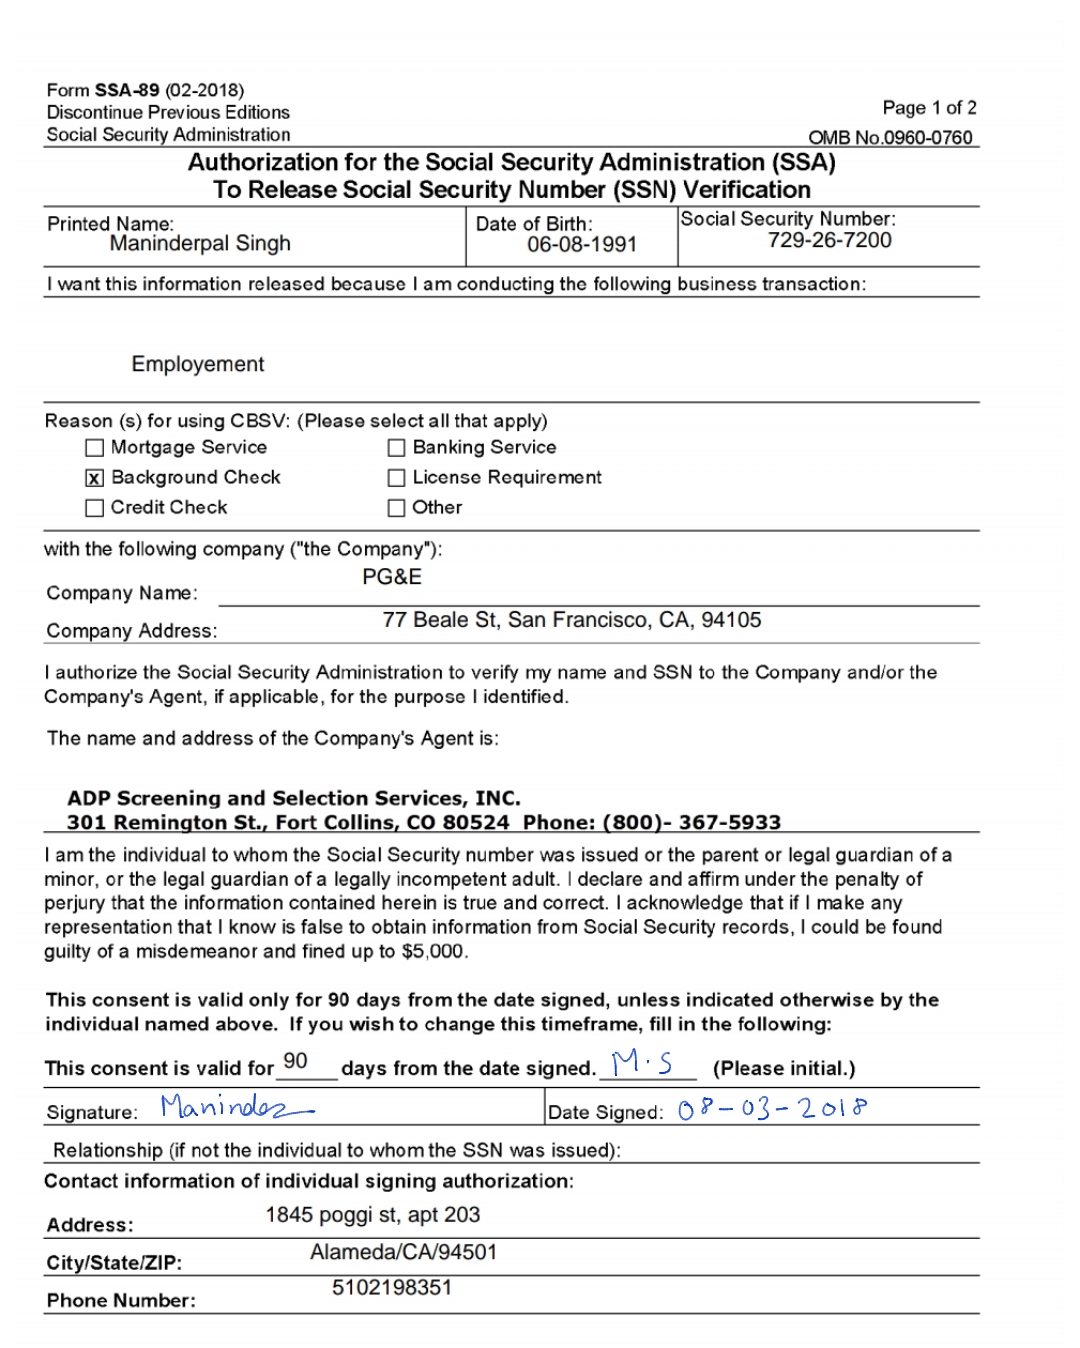 Form SSA-89 (02-2018)
Discontinue Previous Editions
Social Security Administration
Page 1 of 2
OMB No.0960-0760
Authorization for the Social Security Administration (SSA)
To Release Social Security Number (SSN) Verification
Printed Name:
Maninderpal Singh
Date of Birth:
06-08-1991
Social Security Number:
729-26-7200
I want this information released because I am conducting the following business transaction:
Employement
Reason (s) for using CBSV: (Please select all that apply)
Mortgage Service
Banking Service
x Background Check
License Requirement
Credit Check
Other
with the following company ("the Company"):
Company Name: PG&E
Company Address: 77 Beale St, San Francisco, CA, 94105
I authorize the Social Security Administration to verify my name and SSN to the Company and/or the
Company's Agent, if applicable, for the purpose I identified.
The name and address of the Company's Agent is:
ADP Screening and Selection Services, INC.
301 Remington St., Fort Collins, CO 80524 Phone: (800)- 367-5933
I am the individual to whom the Social Security number was issued or the parent or legal guardian of a
minor, or the legal guardian of a legally incompetent adult. I declare and affirm under the penalty of
perjury that the information contained herein is true and correct. I acknowledge that if I make any
representation that I know is false to obtain information from Social Security records, I could be found
guilty of a misdemeanor and fined up to $5,000.
This consent is valid only for 90 days from the date signed, unless indicated otherwise by the
individual named above. If you wish to change this timeframe, fill in the following:
This consent is valid for 90 days from the date signed. M.S (Please initial.)
Signature: Maninder
Date Signed: 08-03-2018
Relationship (if not the individual to whom the SSN was issued):
Contact information of individual signing authorization:
Address: 1845 poggi st, apt 203
City/State/ZIP: Alameda/CA/94501
Phone Number: 5102198351